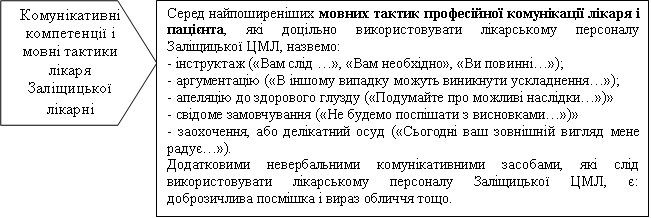 Комунікативні
компетенції і
мовні тактики
лікаря
Заліщицької
лікарні
Серед найпоширеніших мовних тактик професійної комунікації лікаря і
пацієнта, які доцільно використовувати лікарському персоналу
Заліщицької ЦМЛ, назвемо:
- інструктаж («Вам слід …», «Вам необхідно», «Ви повинні…»);
- аргументацію («В іншому випадку можуть виникнути ускладнення…»);
- апеляцію до здорового глузду («Подумайте про можливі наслідки…»)»
- свідоме замовчування («Не будемо поспішати з висновками…»)»
- заохочення, або делікатний осуд («Сьогодні ваш зовнішній вигляд мене
радує…»).
Додатковими невербальними комунікативними засобами, які слід
використовувати лікарському персоналу Заліщицької ЦМЛ, є:
доброзичлива посмішка і вираз обличчя тощо.